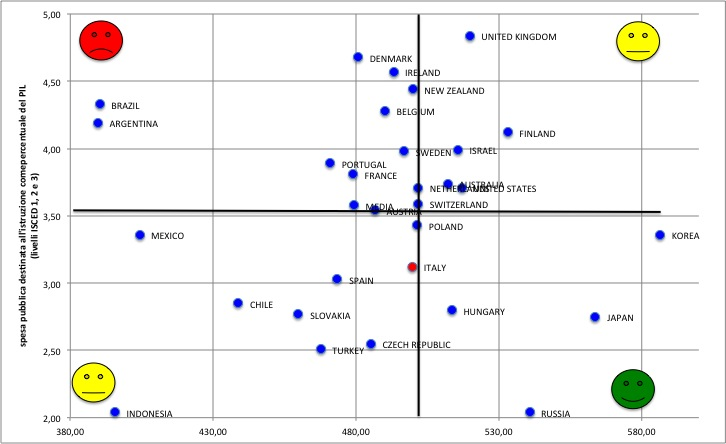 spesa pubblica destinata all'istruzione comepercentuale del PIL
(livelli ISCED 1, 2 e 3)
5,00
4,50
4,00
3,50
3,00
2,50
2,00
UNITED KINGDOM
DENMARK
IRELAND
NEW ZEALAND
BRAZIL
BELGIUM
ARGENTINA
FINLAND
SWEDEN
ISRAEL
PORTUGAL
FRANCE
AUSTRALIA
NETHERLANDS
UNITED STATES
MEDIA
SWITZERLAND
AUSTRIA
POLAND
MEXICO
KOREA
ITALY
SPAIN
CHILE
SLOVAKIA
HUNGARY
JAPAN
TURKEY
CZECH REPUBLIC
INDONESIA
RUSSIA
380,00
430,00
480,00
530,00
580,00